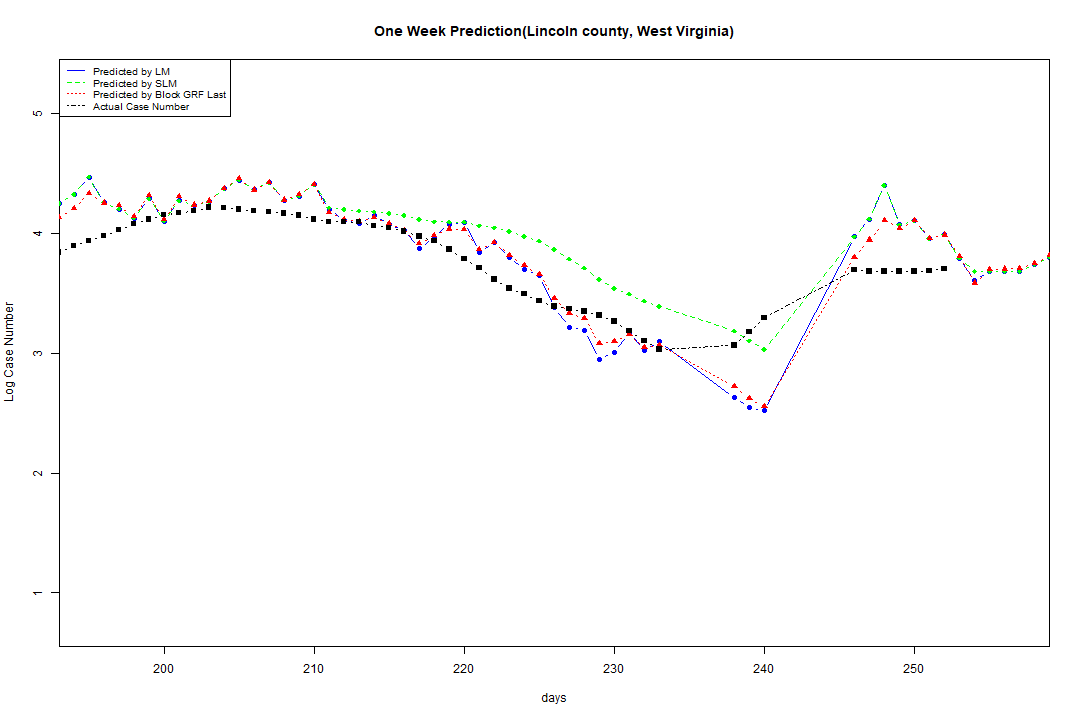 One Week Prediction(Lincoln county, West Virginia)
Predicted by LM
Predicted by SLM
Predicted by Block GRF Last
Actual Case Number
5
4
3
2
1
Log Case Number
200 210 220 230 240 250
days